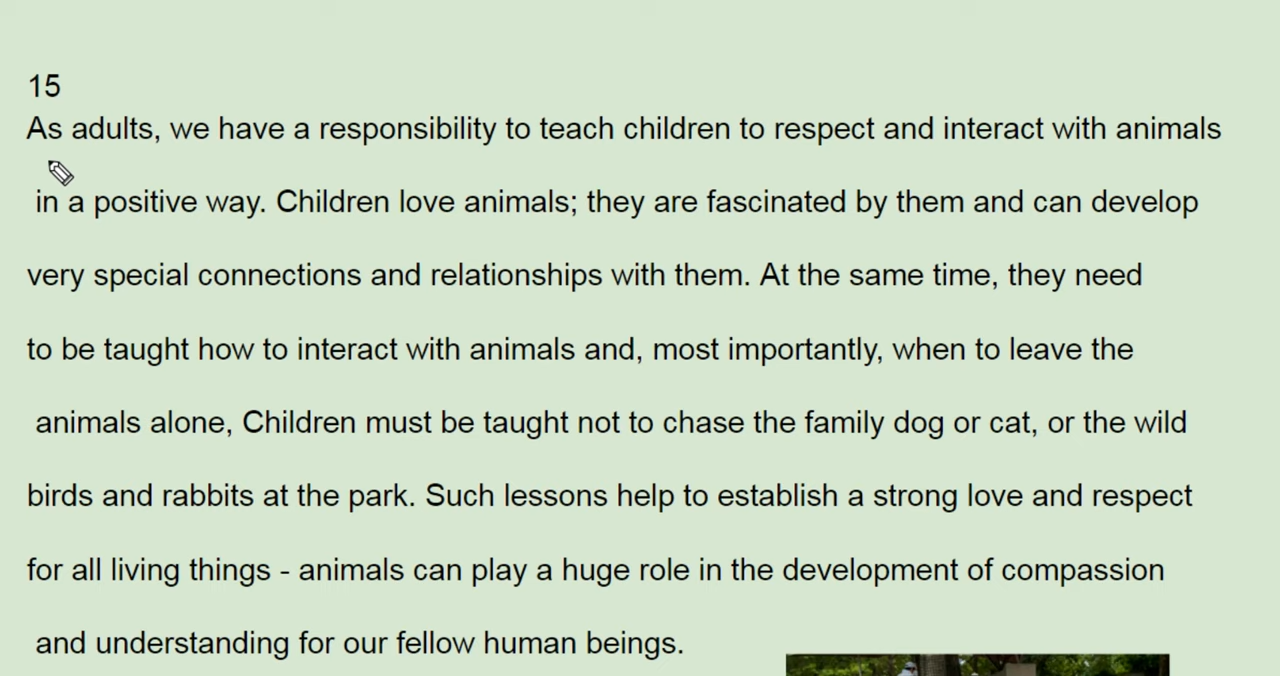 15
As adults, we have a responsibility to teach children to respect and interact with animals
in a positive way. Children love animals; they are fascinated by them and can develop
very special connections and relationships with them. At the same time, they need
to be taught how to interact with animals and, most importantly, when to leave the
animals alone, Children must be taught not to chase the family dog or cat, or the wild
birds and rabbits at the park. Such lessons help to establish a strong love and respect
for all living things - animals can play a huge role in the development of compassion
and understanding for our fellow human beings.